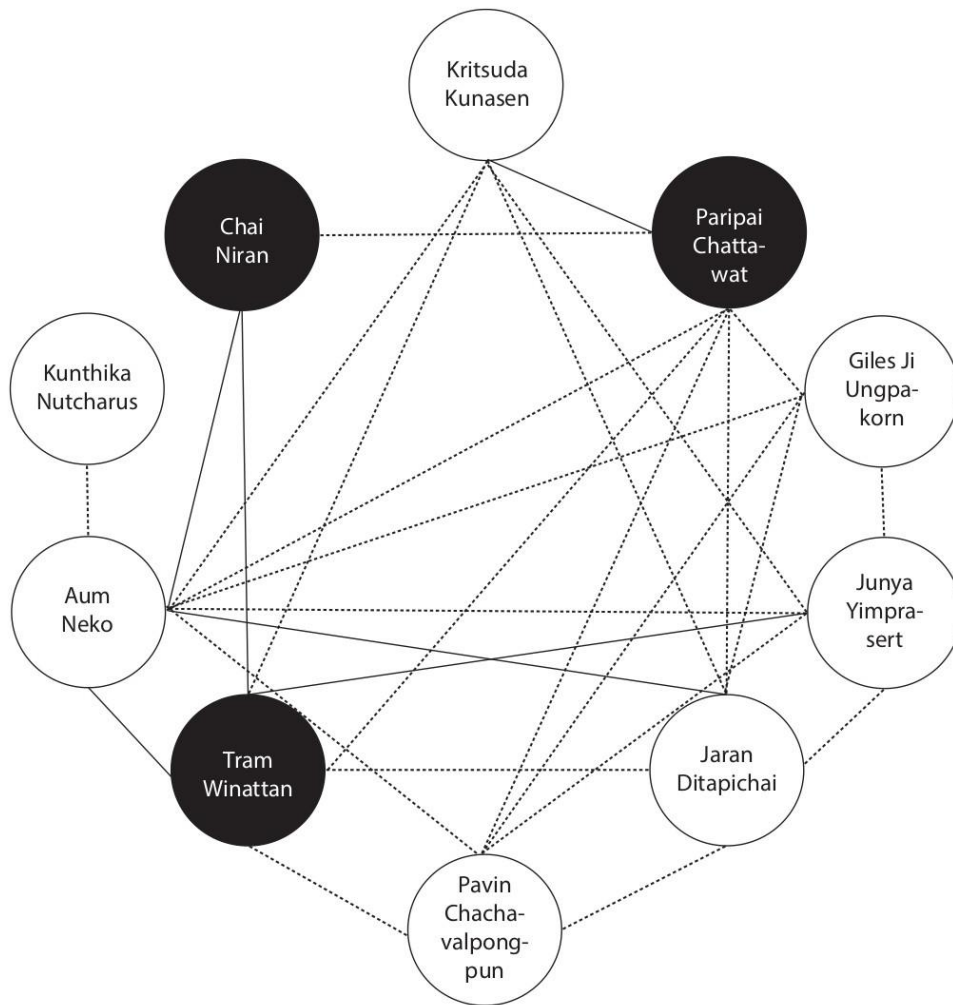 Kritsuda
Kunasen
Chai
Niran
Paripai
Chatta-
wat
Kunthika
Nutcharus
Giles Ji
Ungpa-
korn
Aum
Neko
Junya
Yimpra-
sert
Tram
Winattan
Jaran
Ditapichai
Pavin
Chacha-
valpong-
pun